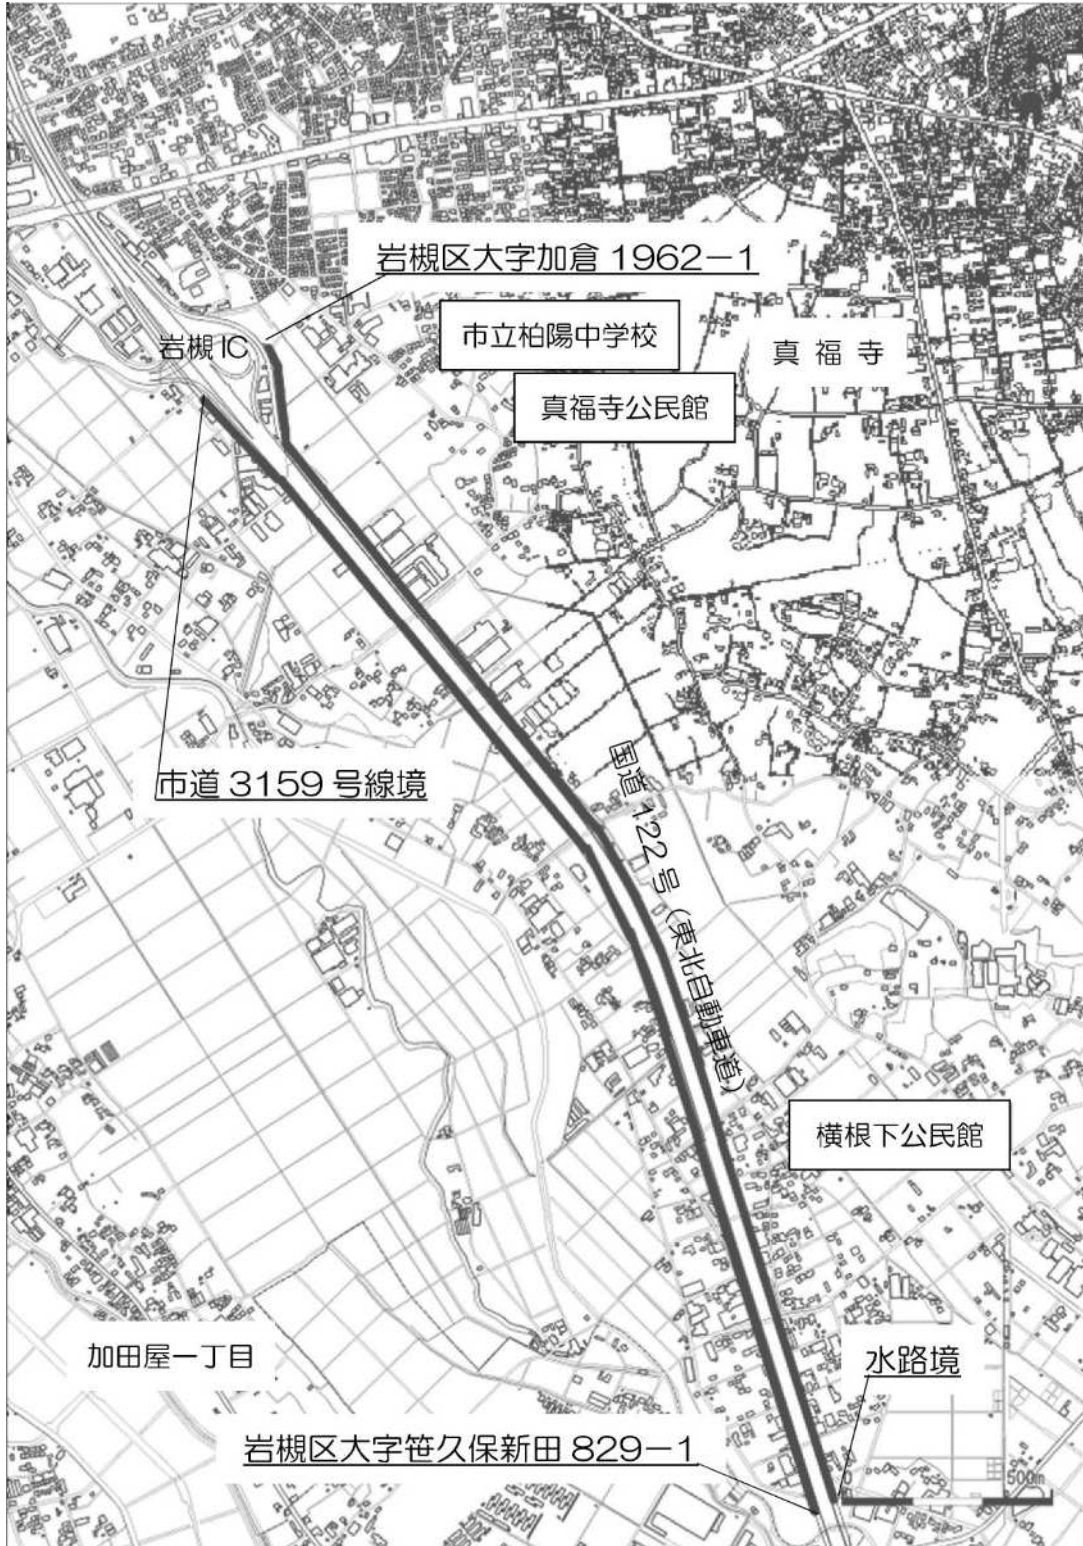 岩槻区大字加倉 1962-1
岩槻 IC
市立柏陽中学校
真福寺
真福寺公民館
市道 3159 号線境
国道 122 号 (東北自動車道)
横根下公民館
加田屋一丁目
水路境
岩槻区大字笹久保新田 829-1
0
500m